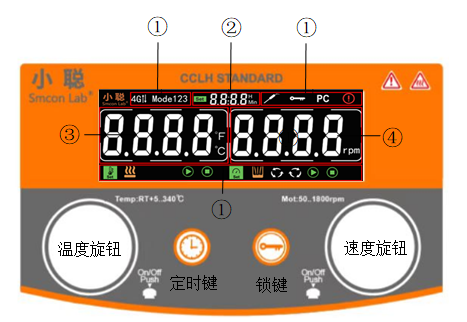 ① ② ①
小聪
Smcon Lab+
CCLH STANDARD
小聪
Smcon Lab+
4G Mode123
Set 8.8:8.8 H Min
PC
③ 8.8.8.8 °F °C
8.8.8.8 rpm ④
①
Temp:RT+5..340℃
Mot:50..1800rpm
温度旋钮
定时键
锁键
速度旋钮
On/Off
Push
On/Off
Push